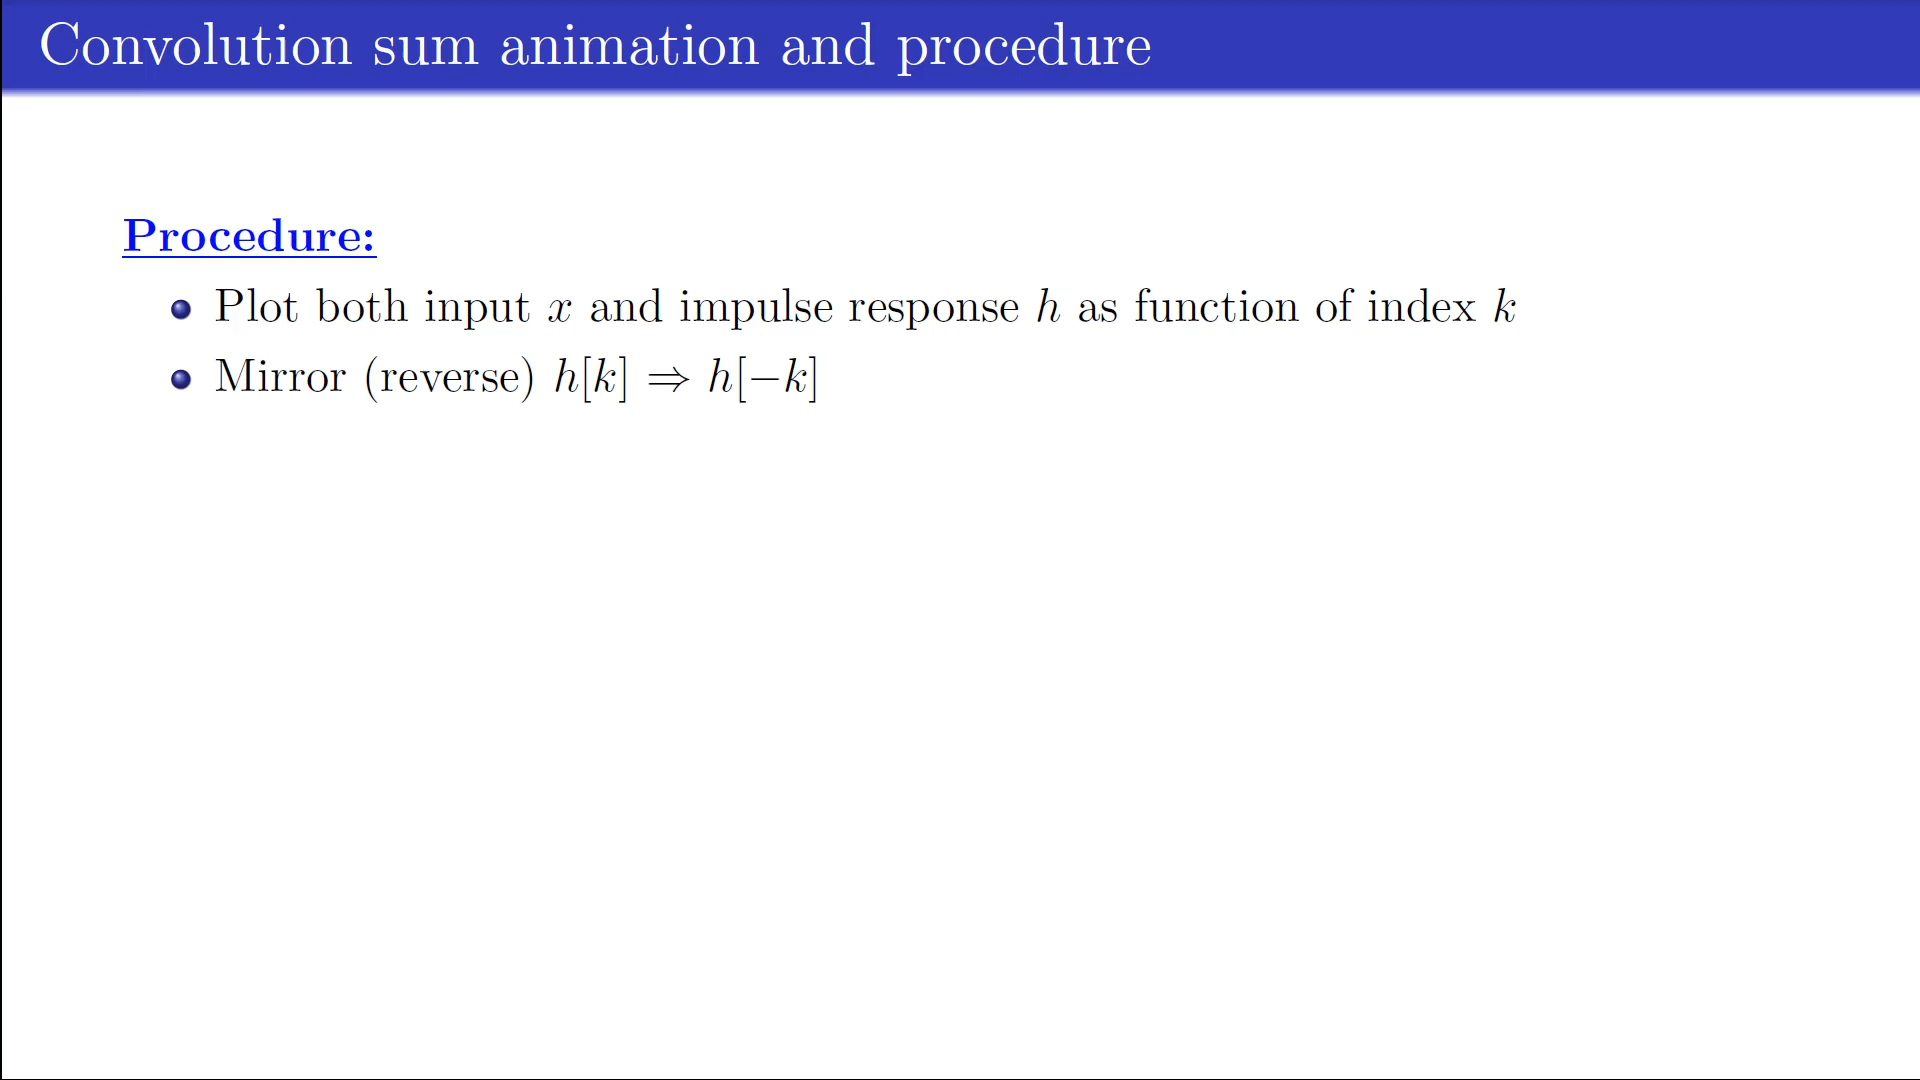 Convolution sum animation and procedure
Procedure:
Plot both input x and impulse response h as function of index k
Mirror (reverse) h[k] ⇒ h[−k]